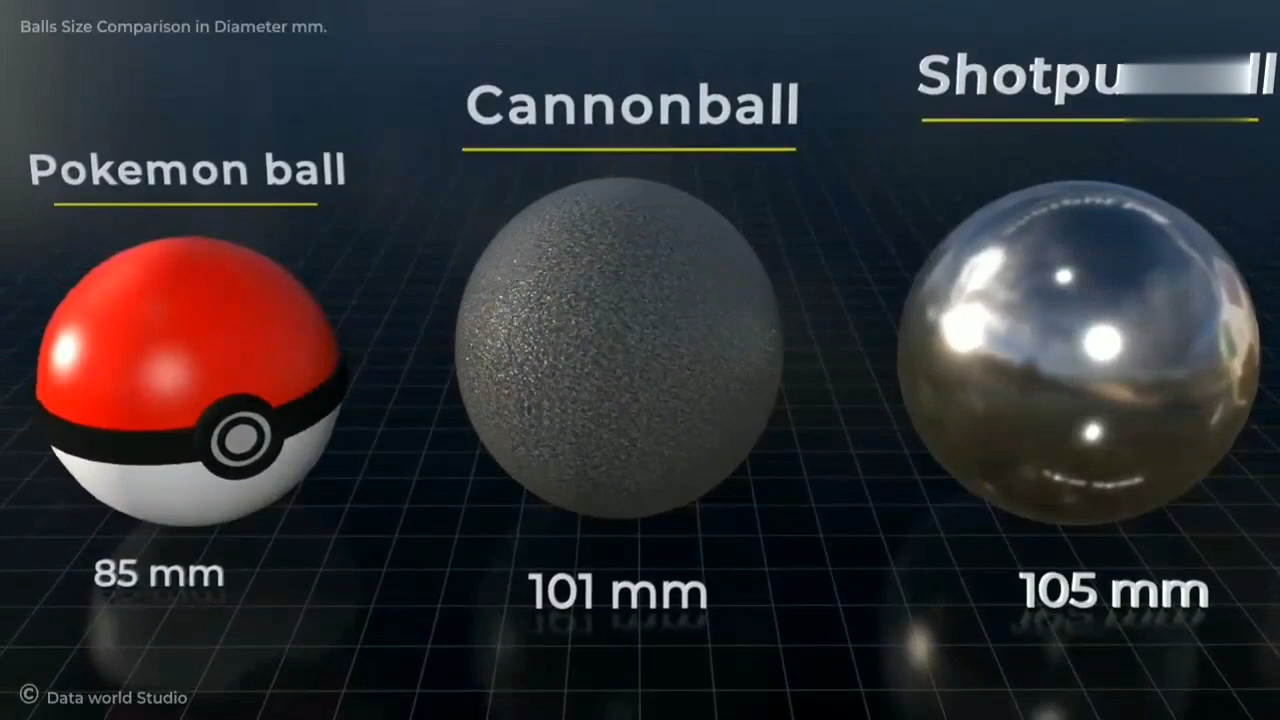 Balls Size Comparison in Diameter mm.
Pokemon ball
Cannonball
85 mm
101 mm
105 mm
© Data world Studio